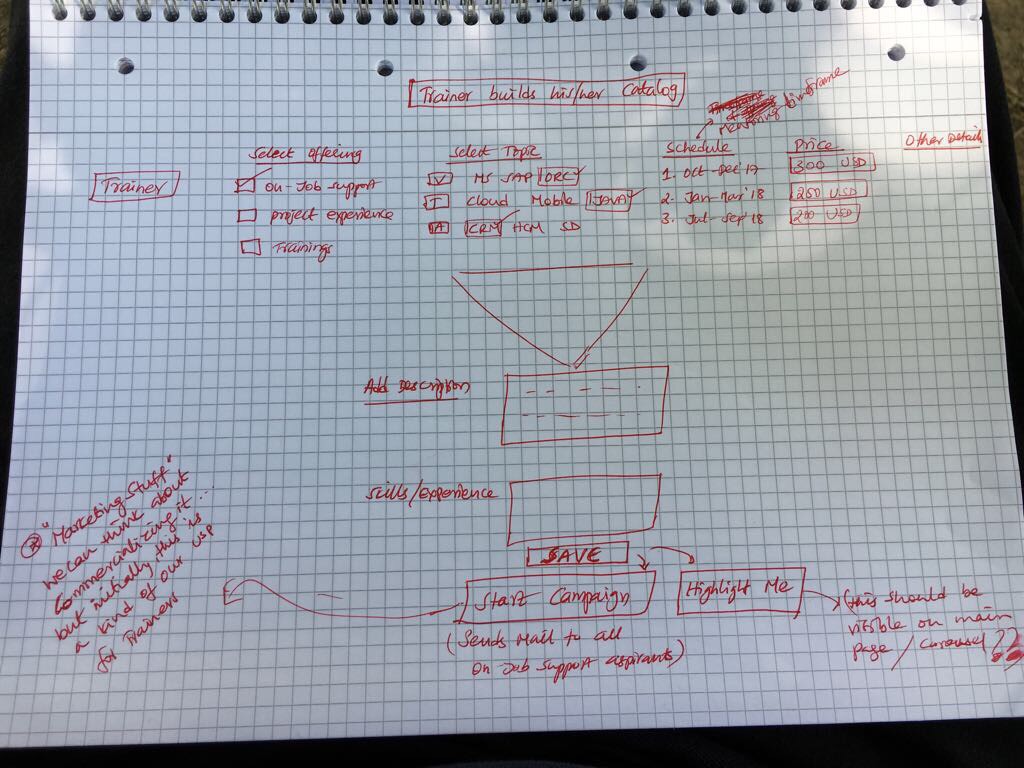 Trainer builds his/her Catalog
Mentoring timeframe
Select offering
Select Topic
Schedule
Price
Other Details
Trainer
On-Job support
project experience
Trainings
V MS SAP ORC
I Cloud Mobile JAVA
A CRM HCM SD
1. Oct-Dec'17
2. Jan-Mar'18
3. Jul-Sep'18
300 USD
250 USD
200 USD
Add Description
Skills/experience
SAVE
Start Campaign
Highlight Me
(Sends Mail to all
on-Job support aspirants)
(this should be
visible on main
page/carousel??
"Marketing Stuff"
we can think about
Commercializing it...
but initially this is
a kind of our USP
for Trainers